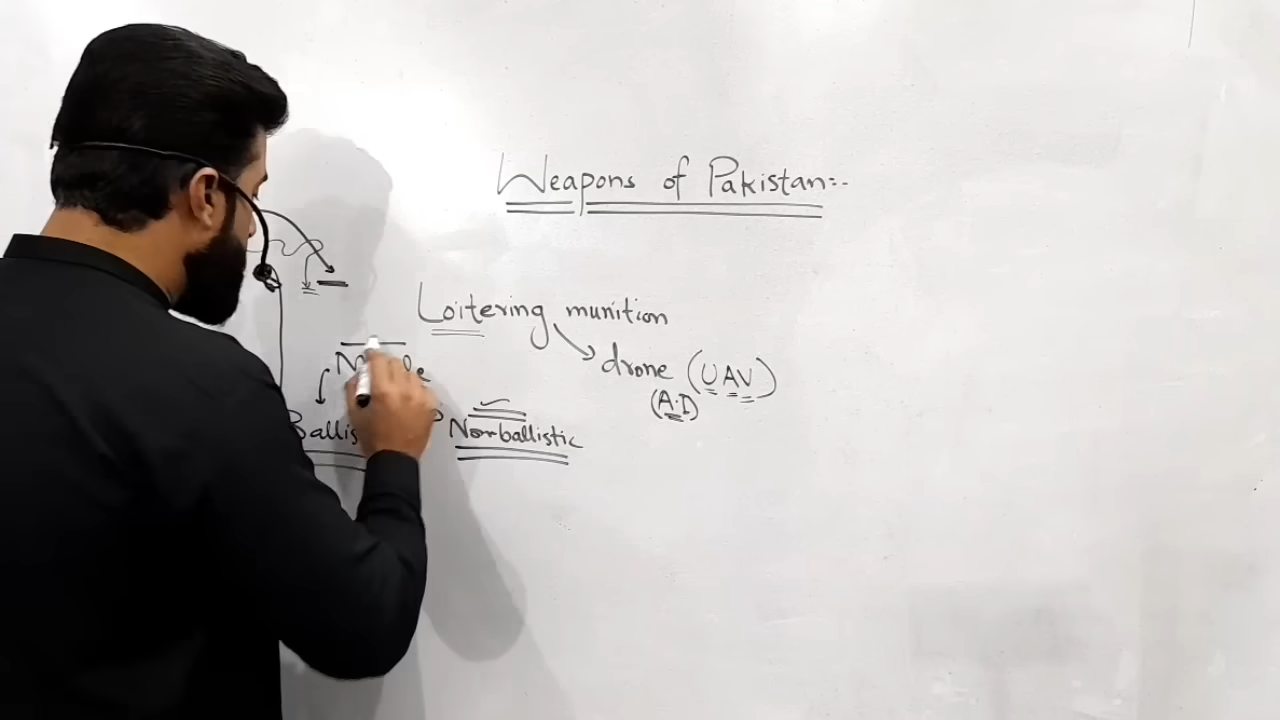 Weapons of Pakistan:-
Loitering munition
drone (UAV)
(A.I)
Nonballistic